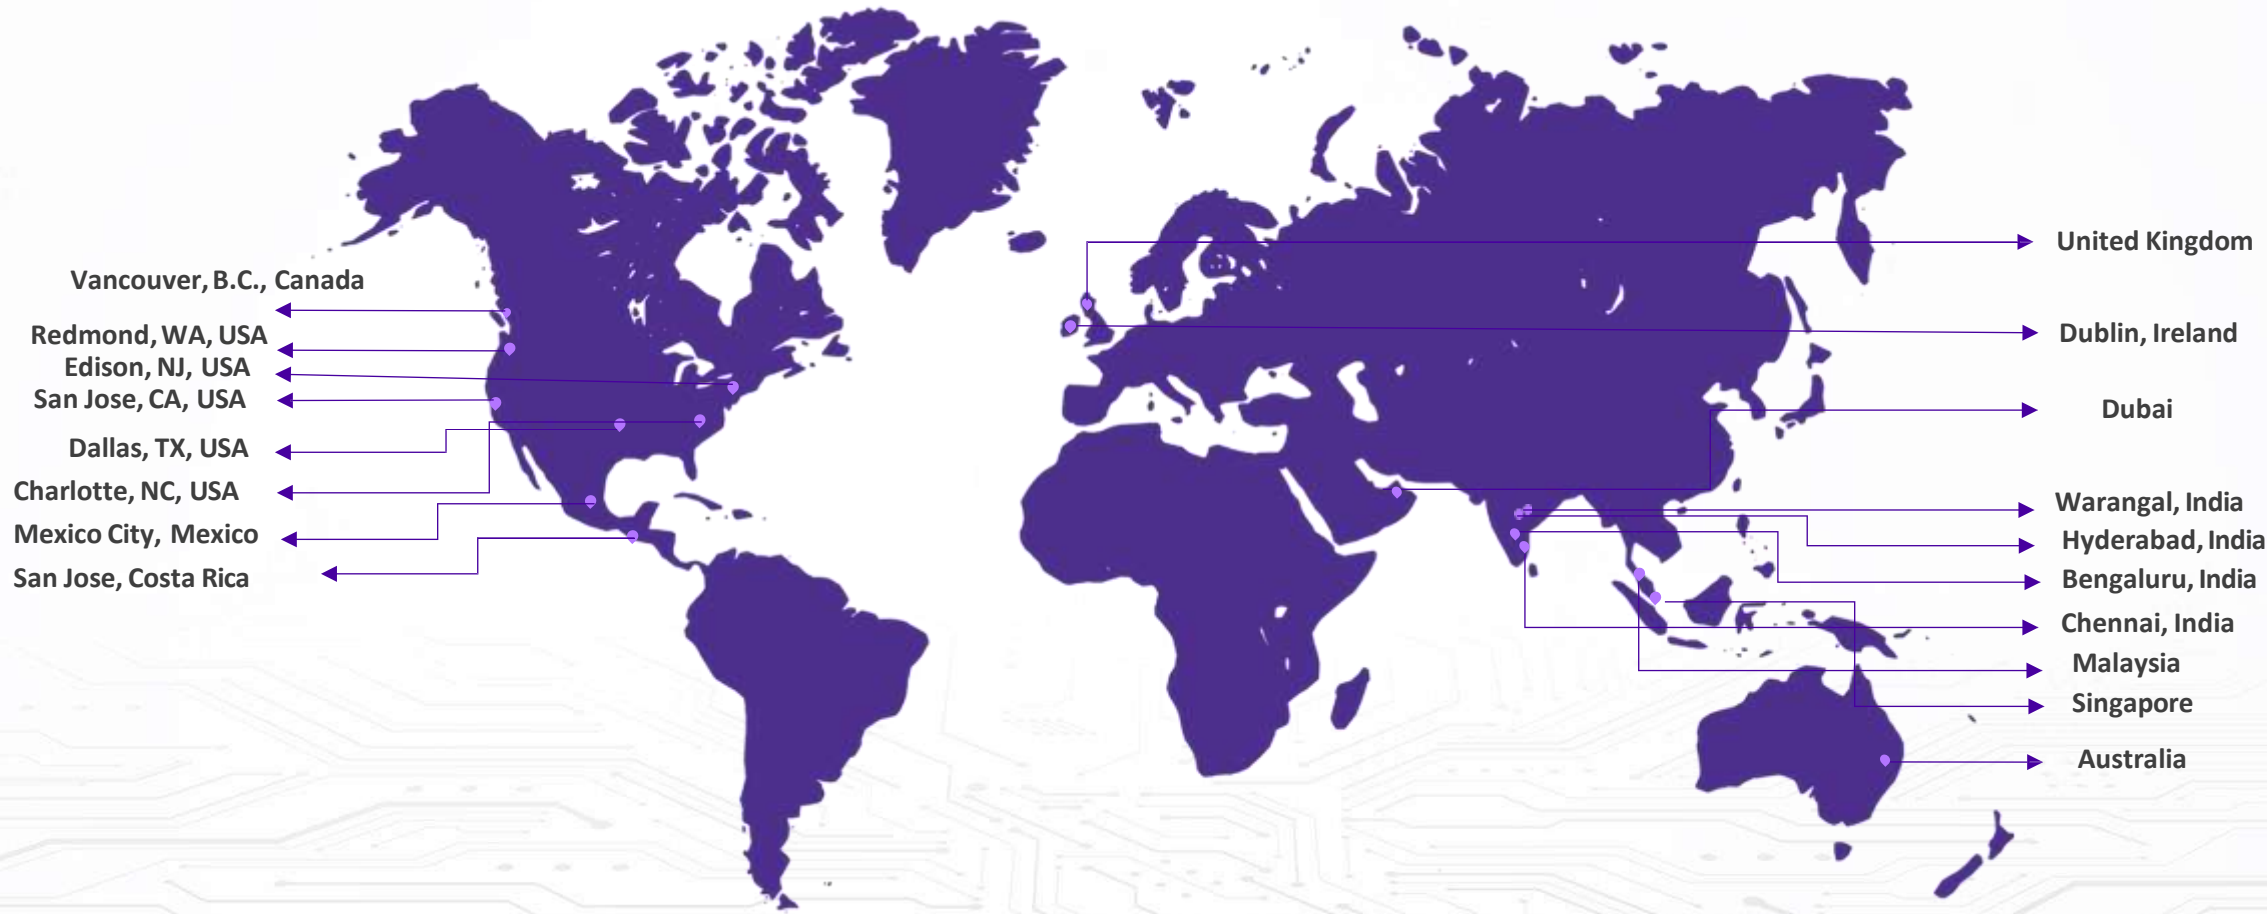 Vancouver, B.C., Canada
Redmond, WA, USA
Edison, NJ, USA
San Jose, CA, USA
Dallas, TX, USA
Charlotte, NC, USA
Mexico City, Mexico
San Jose, Costa Rica
United Kingdom
Dublin, Ireland
Dubai
Warangal, India
Hyderabad, India
Bengaluru, India
Chennai, India
Malaysia
Singapore
Australia